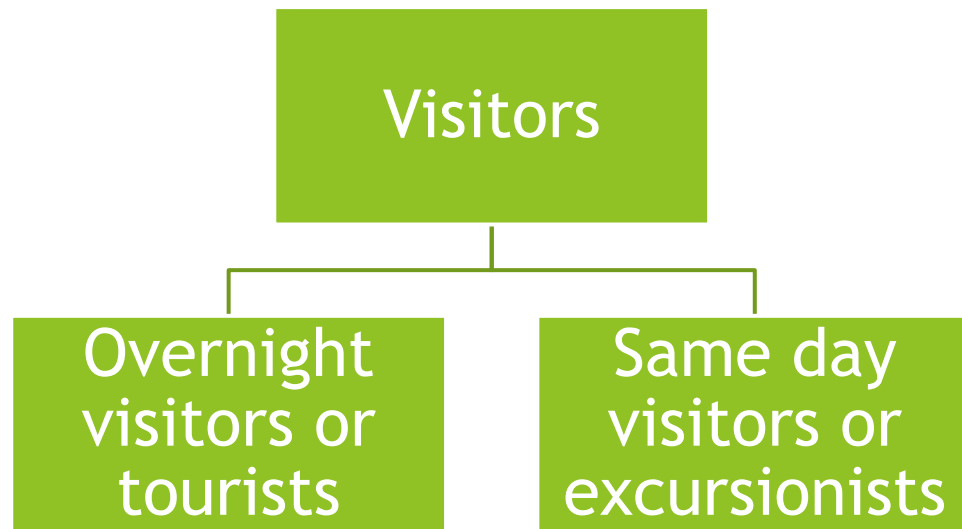 Visitors
Overnight
visitors or
tourists
Same day
visitors or
excursionists